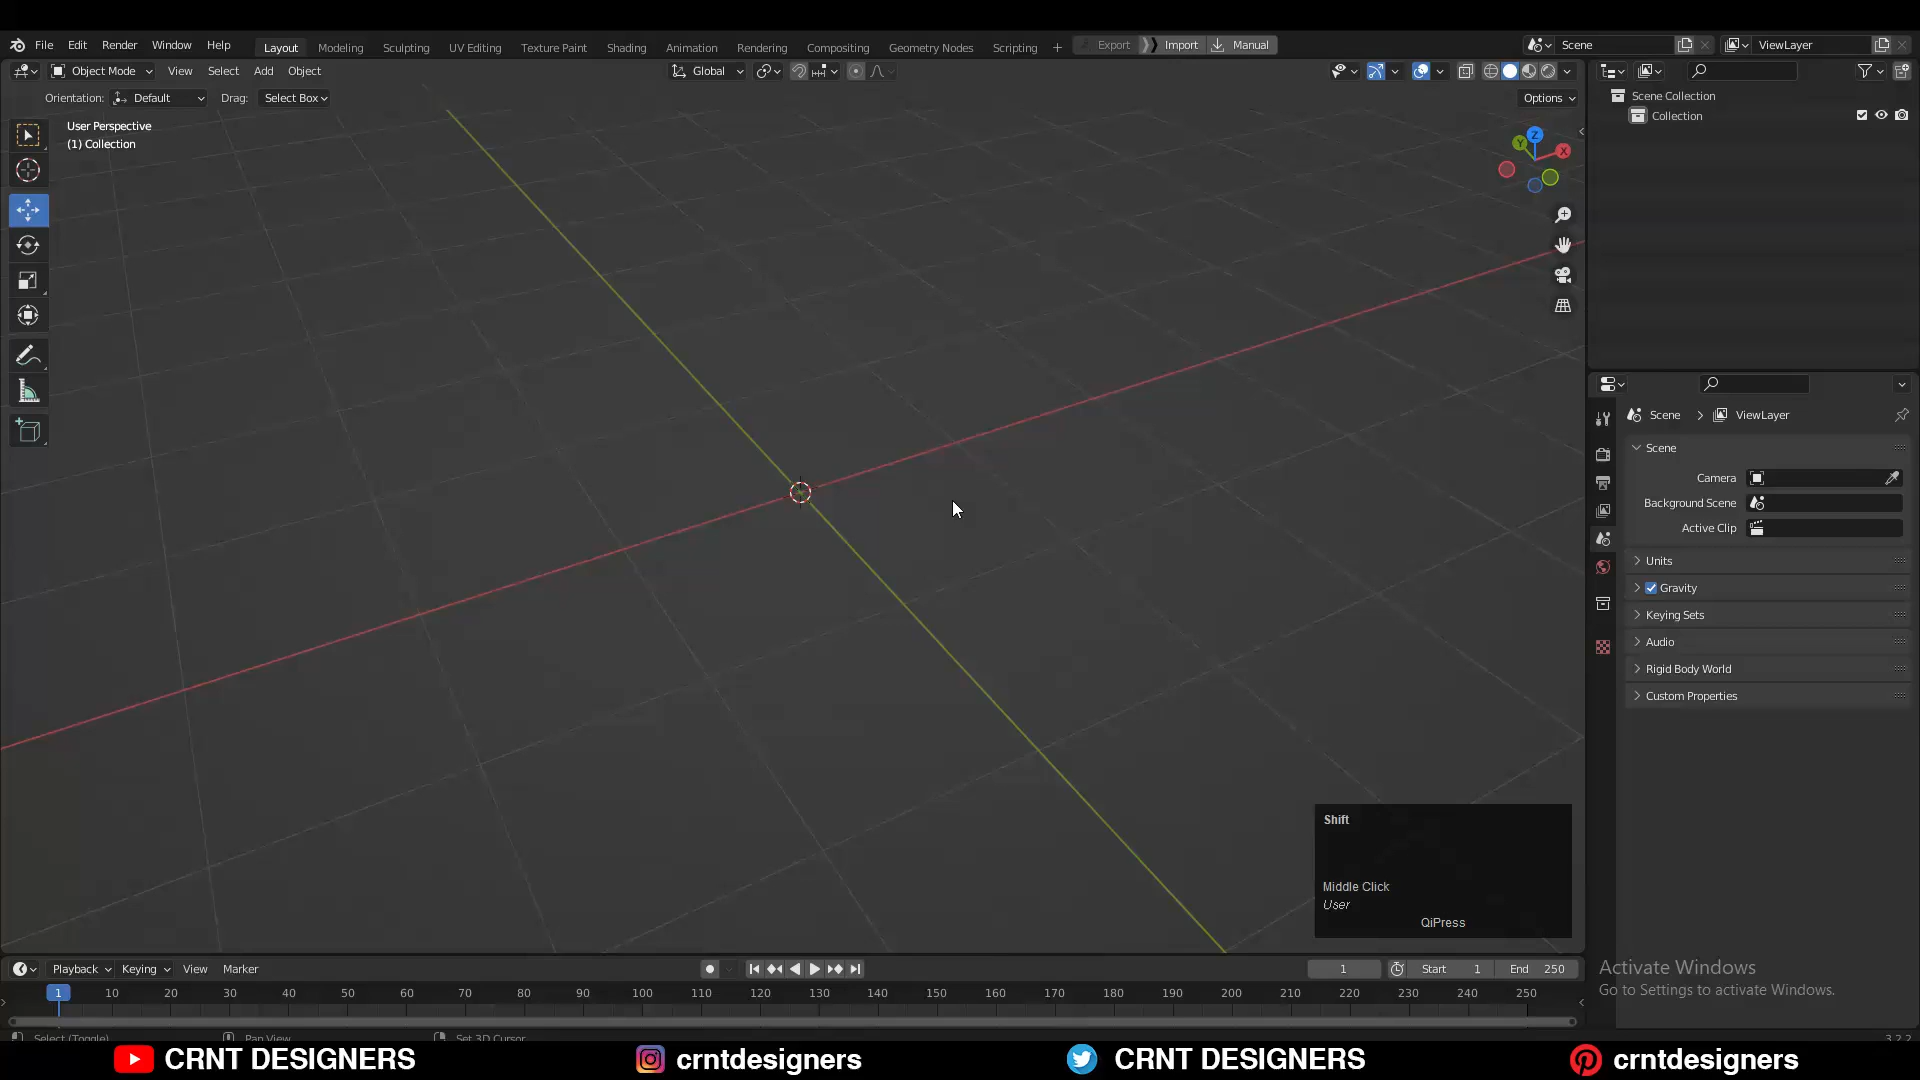 File Edit Render Window Help Layout Modeling Sculpting UV Editing Texture Paint Shading Animation Rendering Compositing Geometry Nodes Scripting + Export Import Manual Scene ViewLayer
Object Mode View Select Add Object Global
Orientation: Default Drag: Select Box Options
User Perspective
(1) Collection
Z
Y
X
Scene Collection
Collection
Scene > ViewLayer
Scene
Camera
Background Scene
Active Clip
Units
Gravity
Keying Sets
Audio
Rigid Body World
Custom Properties
Shift
Middle Click
User
QiPress
Playback Keying View Marker 1 Start 1 End 250
1 10 20 30 40 50 60 70 80 90 100 110 120 130 140 150 160 170 180 190 200 210 220 230 240 250
Activate Windows
Go to Settings to activate Windows.
Select (Toggle) Pan View Set 3D Cursor 3.2.2
CRNT DESIGNERS crntdesigners CRNT DESIGNERS crntdesigners